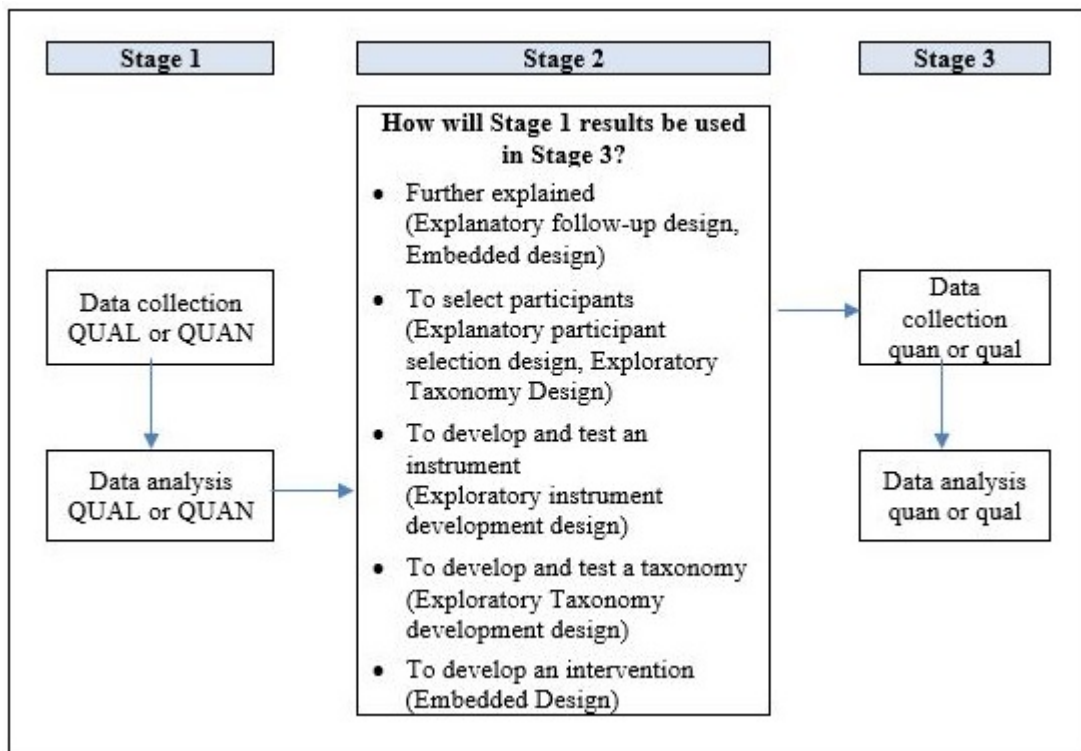 Stage 1
Stage 2
Stage 3
Data collection
QUAL or QUAN
Data analysis
QUAL or QUAN
How will Stage 1 results be used
in Stage 3?
● Further explained
(Explanatory follow-up design,
Embedded design)
● To select participants
(Explanatory participant
selection design, Exploratory
Taxonomy Design)
● To develop and test an
instrument
(Exploratory instrument
development design)
● To develop and test a taxonomy
(Exploratory Taxonomy
development design)
● To develop an intervention
(Embedded Design)
Data
collection
quan or qual
Data analysis
quan or qual